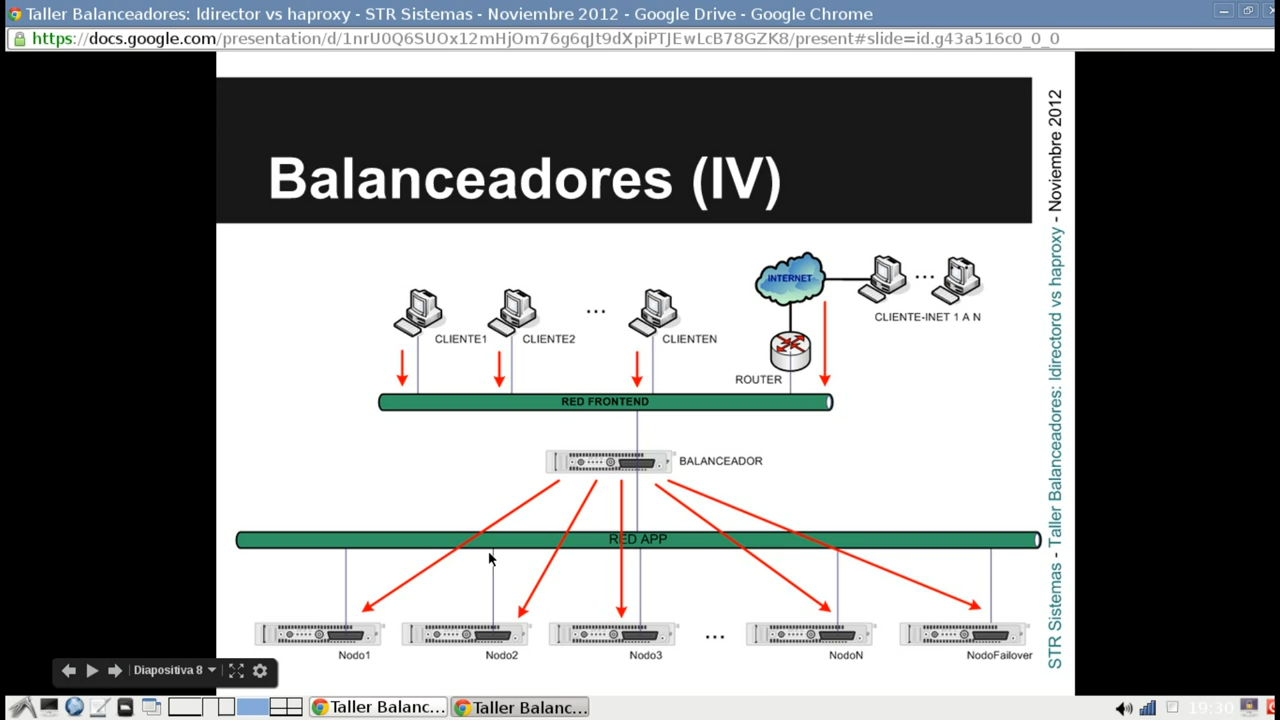 Taller Balanceadores: ldirector vs haproxy - STR Sistemas - Noviembre 2012 - Google Drive - Google Chrome
https://docs.google.com/presentation/d/1nrU0Q6SUOx12mHjOm76g6qJt9dXpiPTJEwLcB78GZK8/present#slide=id.g43a516c0_0_0
Balanceadores (IV)
STR Sistemas - Taller Balanceadores: ldirectord vs haproxy - Noviembre 2012
INTERNET
...
CLIENTE-INET 1 A N
...
CLIENTE1
CLIENTE2
CLIENTEN
ROUTER
RED FRONTEND
BALANCEADOR
RED APP
...
Nodo1
Nodo2
Nodo3
NodoN
NodoFailover
Diapositiva 8
Taller Balanc...
Taller Balanc...
19:30